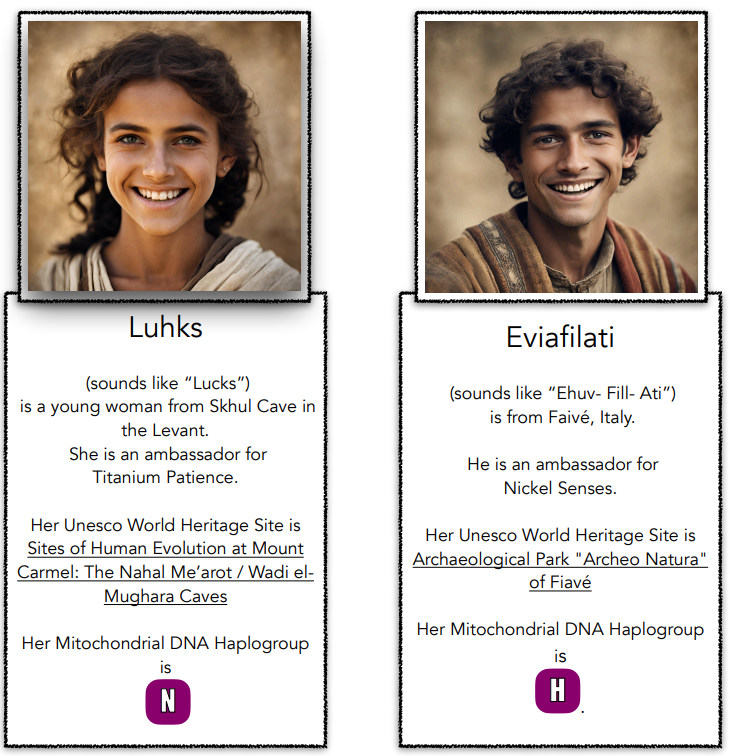 Luhks
(sounds like “Lucks”)
is a young woman from Skhul Cave in
the Levant.
She is an ambassador for
Titanium Patience.
Her Unesco World Heritage Site is
Sites of Human Evolution at Mount
Carmel: The Nahal Me’arot / Wadi el-
Mughara Caves
Her Mitochondrial DNA Haplogroup
is
N
Eviafilati
(sounds like “Ehuv- Fill- Ati”)
is from Faivé, Italy.
He is an ambassador for
Nickel Senses.
Her Unesco World Heritage Site is
Archaeological Park "Archeo Natura"
of Fiavé
Her Mitochondrial DNA Haplogroup
is
H.